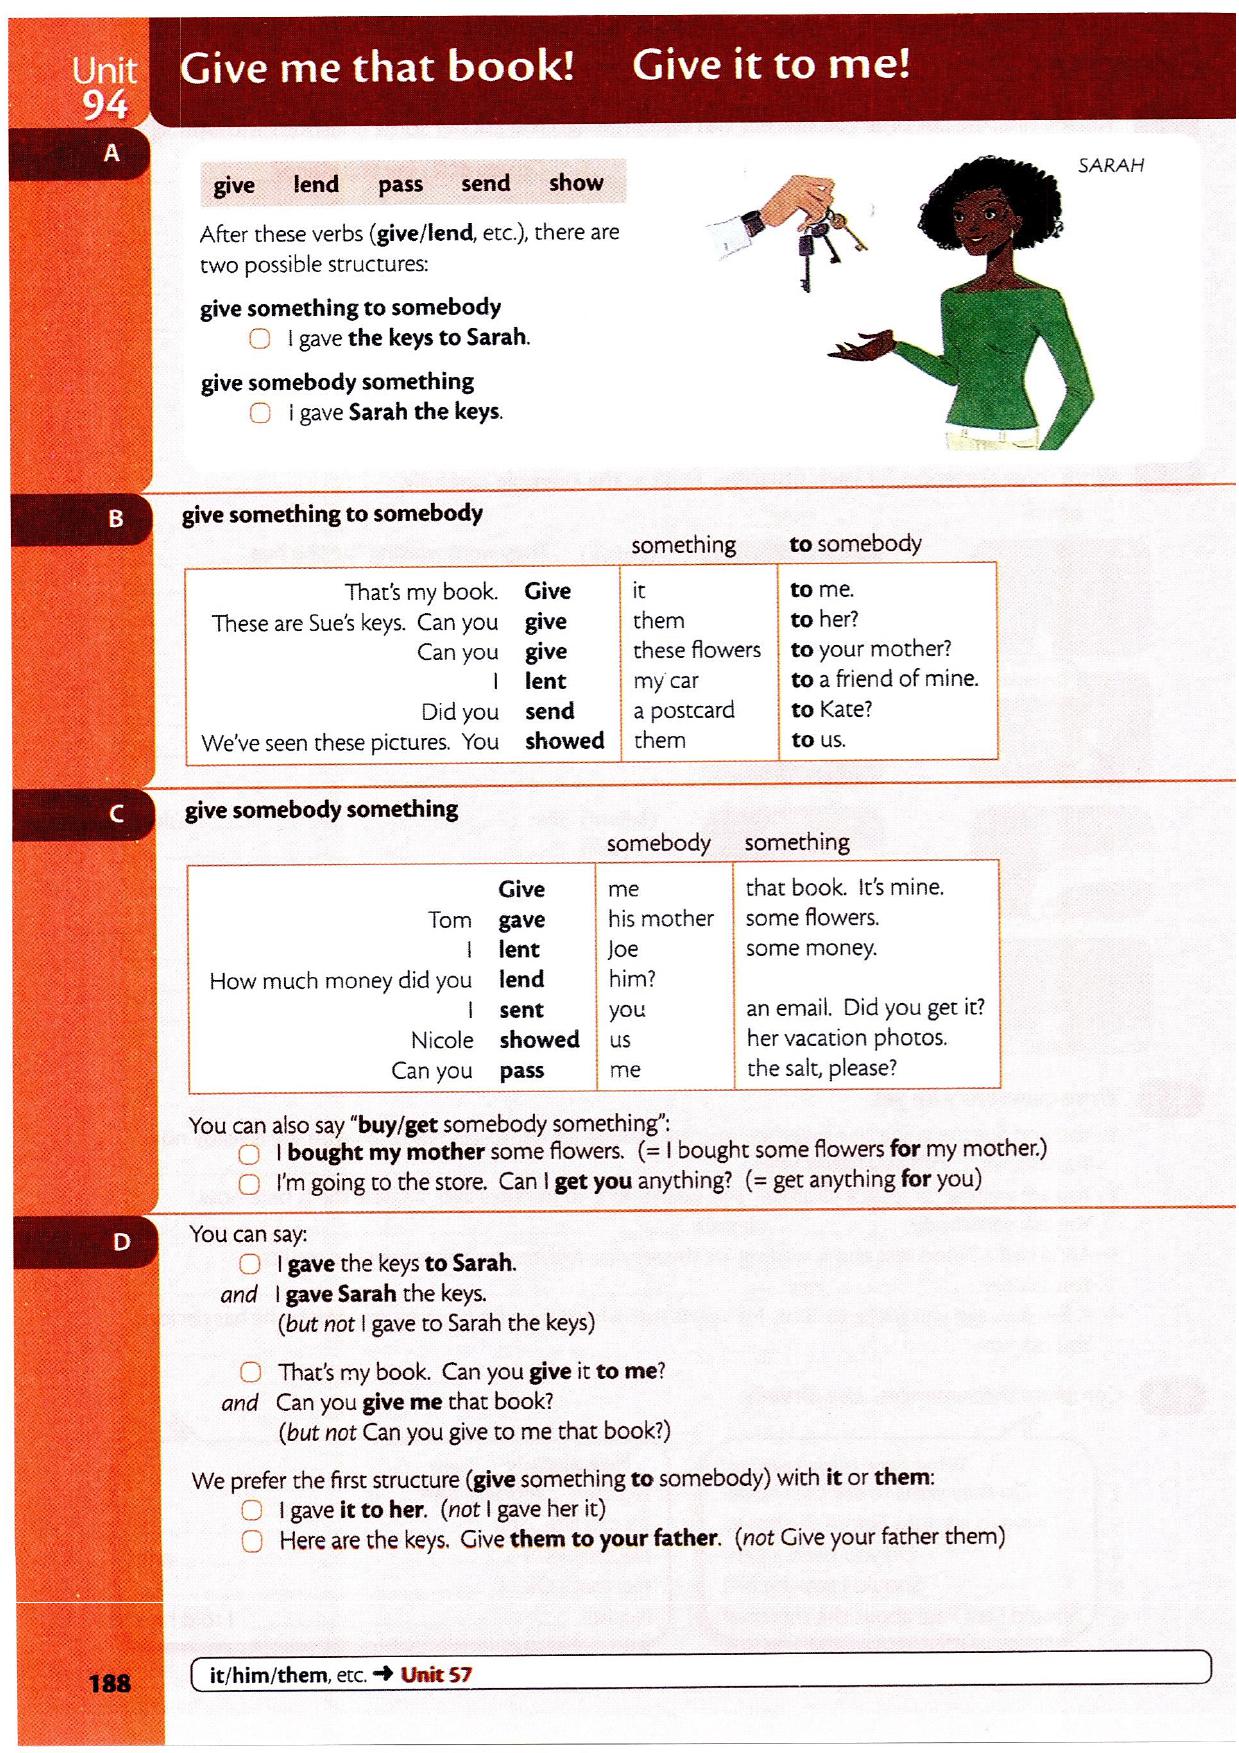 Unit
94
Give me that book!   Give it to me!
A
SARAH
give   lend   pass   send   show
After these verbs (give/lend, etc.), there are
two possible structures:
give something to somebody
I gave the keys to Sarah.
give somebody something
I gave Sarah the keys.
B
give something to somebody
something   to somebody
That's my book.   Give   it   to me.
These are Sue's keys.   Can you   give   them   to her?
Can you   give   these flowers   to your mother?
I   lent   my car   to a friend of mine.
Did you   send   a postcard   to Kate?
We've seen these pictures.   You   showed   them   to us.
C
give somebody something
somebody   something
Give   me   that book.   It's mine.
Tom   gave   his mother   some flowers.
I   lent   Joe   some money.
How much money did you   lend   him?
I   sent   you   an email.   Did you get it?
Nicole   showed   us   her vacation photos.
Can you   pass   me   the salt, please?
You can also say "buy/get somebody something":
I bought my mother some flowers.   (= I bought some flowers for my mother.)
I'm going to the store.   Can I get you anything?   (= get anything for you)
D
You can say:
I gave the keys to Sarah.
and   I gave Sarah the keys.
(but not I gave to Sarah the keys)
That's my book.   Can you give it to me?
and   Can you give me that book?
(but not Can you give to me that book?)
We prefer the first structure (give something to somebody) with it or them:
I gave it to her.   (not I gave her it)
Here are the keys.   Give them to your father.   (not Give your father them)
188
it/him/them, etc. ➜ Unit 57